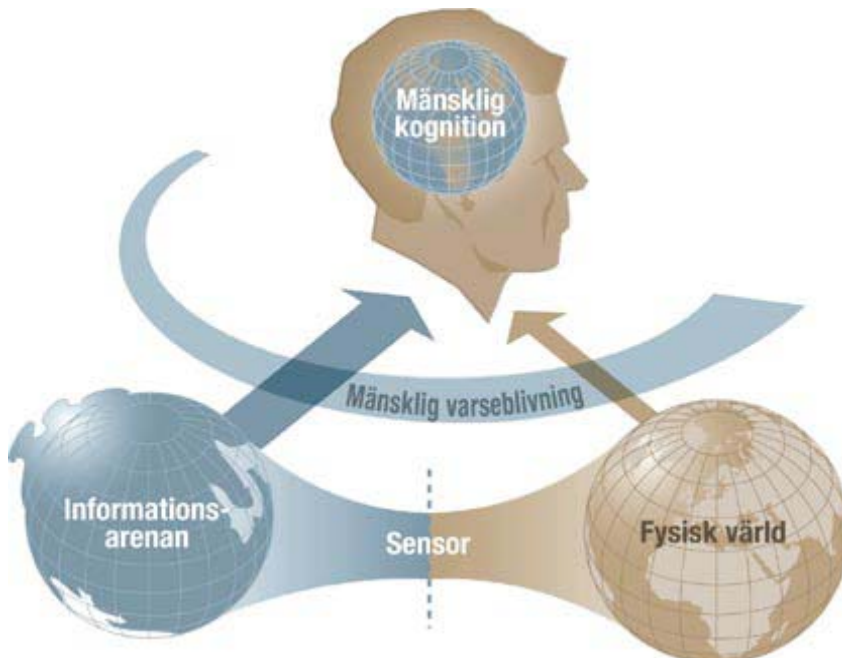 Mänsklig
kognition
Mänsklig varseblivning
Informations-
arenan
Sensor
Fysisk värld